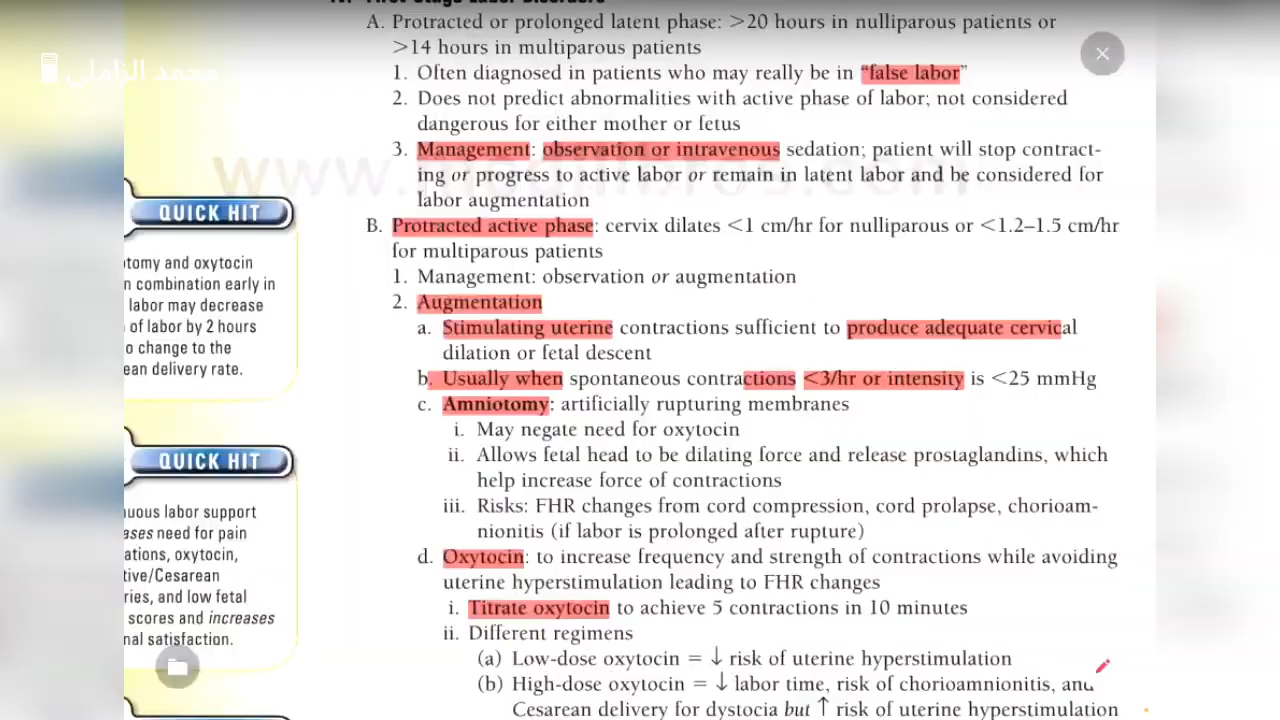 A. Protracted or prolonged latent phase: >20 hours in nulliparous patients or
>14 hours in multiparous patients
1. Often diagnosed in patients who may really be in “false labor”
2. Does not predict abnormalities with active phase of labor; not considered
dangerous for either mother or fetus
3. Management: observation or intravenous sedation; patient will stop contract-
ing or progress to active labor or remain in latent labor and be considered for
labor augmentation
B. Protracted active phase: cervix dilates <1 cm/hr for nulliparous or <1.2–1.5 cm/hr
for multiparous patients
1. Management: observation or augmentation
2. Augmentation
a. Stimulating uterine contractions sufficient to produce adequate cervical
dilation or fetal descent
b. Usually when spontaneous contractions <3/hr or intensity is <25 mmHg
c. Amniotomy: artificially rupturing membranes
i. May negate need for oxytocin
ii. Allows fetal head to be dilating force and release prostaglandins, which
help increase force of contractions
iii. Risks: FHR changes from cord compression, cord prolapse, chorioam-
nionitis (if labor is prolonged after rupture)
d. Oxytocin: to increase frequency and strength of contractions while avoiding
uterine hyperstimulation leading to FHR changes
i. Titrate oxytocin to achieve 5 contractions in 10 minutes
ii. Different regimens
(a) Low-dose oxytocin = ↓ risk of uterine hyperstimulation
(b) High-dose oxytocin = ↓ labor time, risk of chorioamnionitis, and
Cesarean delivery for dystocia but ↑ risk of uterine hyperstimulation
QUICK HIT
tomy and oxytocin
n combination early in
labor may decrease
of labor by 2 hours
o change to the
ean delivery rate.
QUICK HIT
uous labor support
ases need for pain
ations, oxytocin,
tive/Cesarean
ries, and low fetal
scores and increases
nal satisfaction.